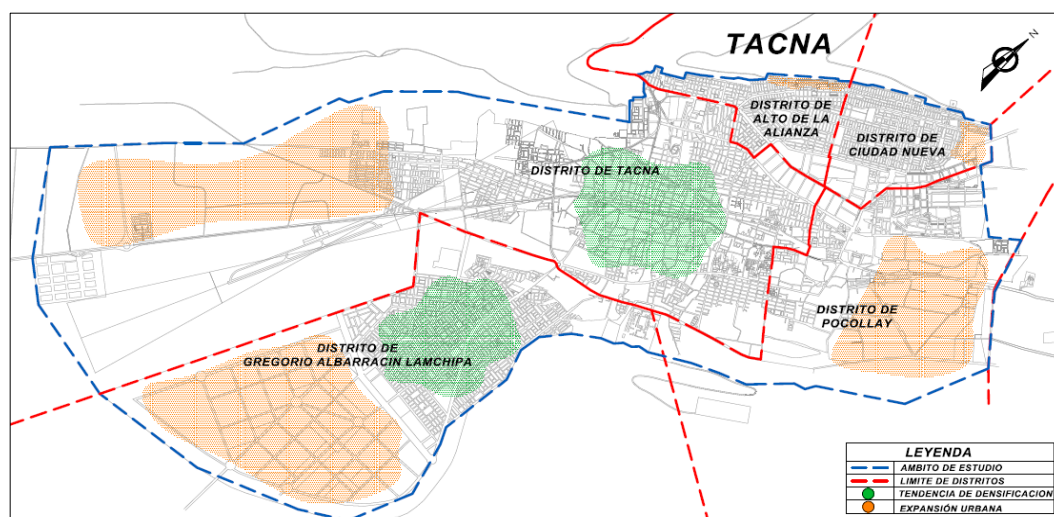 TACNA
N
DISTRITO DE
ALTO DE LA
ALIANZA
DISTRITO DE
CIUDAD NUEVA
DISTRITO DE TACNA
DISTRITO DE
POCOLLAY
DISTRITO DE
GREGORIO ALBARRACIN LAMCHIPA
LEYENDA
AMBITO DE ESTUDIO
LIMITE DE DISTRITOS
TENDENCIA DE DENSIFICACION
EXPANSIÓN URBANA